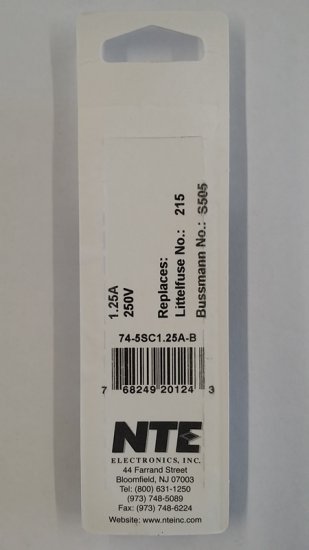 1.25A
250V
Replaces:
Littelfuse No.: 215
Bussmann No.: S505
74-5SC1.25A-B
7 68249 20124 3
NTE
ELECTRONICS, INC.
44 Farrand Street
Bloomfield, NJ 07003
Tel: (800) 631-1250
(973) 748-5089
Fax: (973) 748-6224
Website: www.nteinc.com